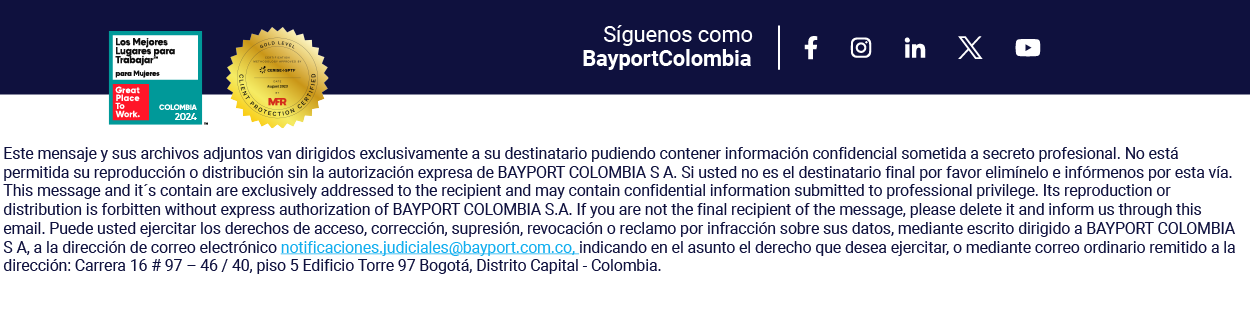 Los Mejores
Lugares para
Trabajar™
para Mujeres
Great
Place
To
Work.
COLOMBIA
2024
™
GOLD LEVEL
CERISE+SPTF
August 2023
MFR
CLIENT PROTECTION CERTIFIED
Síguenos como
BayportColombia
Este mensaje y sus archivos adjuntos van dirigidos exclusivamente a su destinatario pudiendo contener información confidencial sometida a secreto profesional. No está
permitida su reproducción o distribución sin la autorización expresa de BAYPORT COLOMBIA S A. Si usted no es el destinatario final por favor elimínelo e infórmenos por esta vía.
This message and it´s contain are exclusively addressed to the recipient and may contain confidential information submitted to professional privilege. Its reproduction or
distribution is forbitten without express authorization of BAYPORT COLOMBIA S.A. If you are not the final recipient of the message, please delete it and inform us through this
email. Puede usted ejercitar los derechos de acceso, corrección, supresión, revocación o reclamo por infracción sobre sus datos, mediante escrito dirigido a BAYPORT COLOMBIA
S A, a la dirección de correo electrónico notificaciones.judiciales@bayport.com.co, indicando en el asunto el derecho que desea ejercitar, o mediante correo ordinario remitido a la
dirección: Carrera 16 # 97 – 46 / 40, piso 5 Edificio Torre 97 Bogotá, Distrito Capital - Colombia.